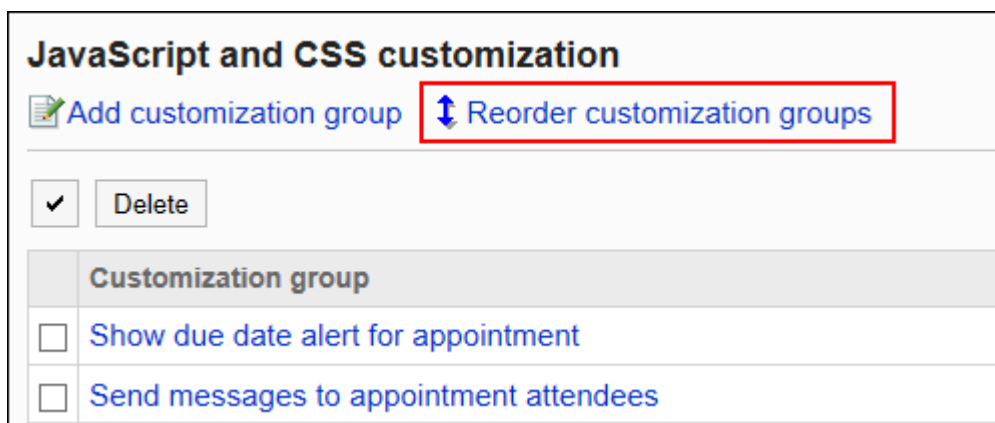 JavaScript and CSS customization
Add customization group Reorder customization groups
Delete
Customization group
Show due date alert for appointment
Send messages to appointment attendees